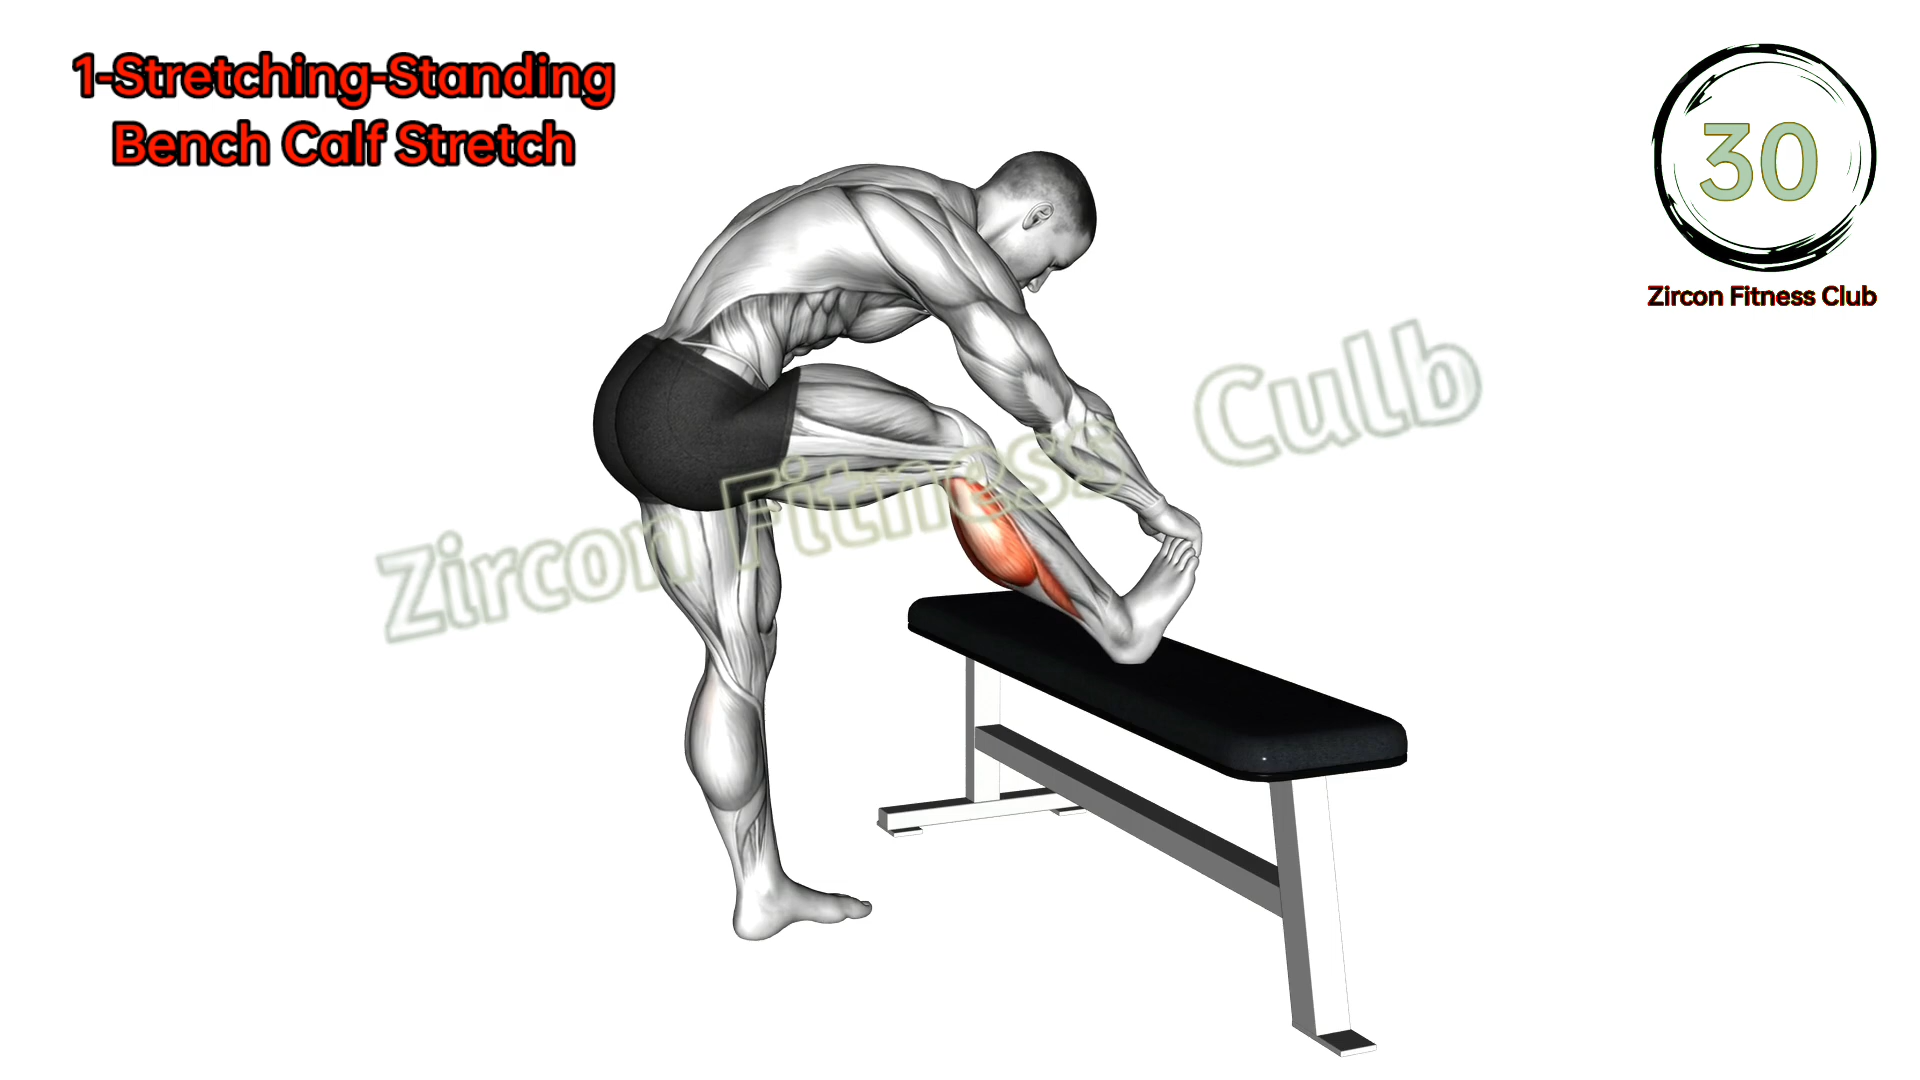 1-Stretching-Standing
Bench Calf Stretch
30
Zircon Fitness Club
Zircon Fitness Culb